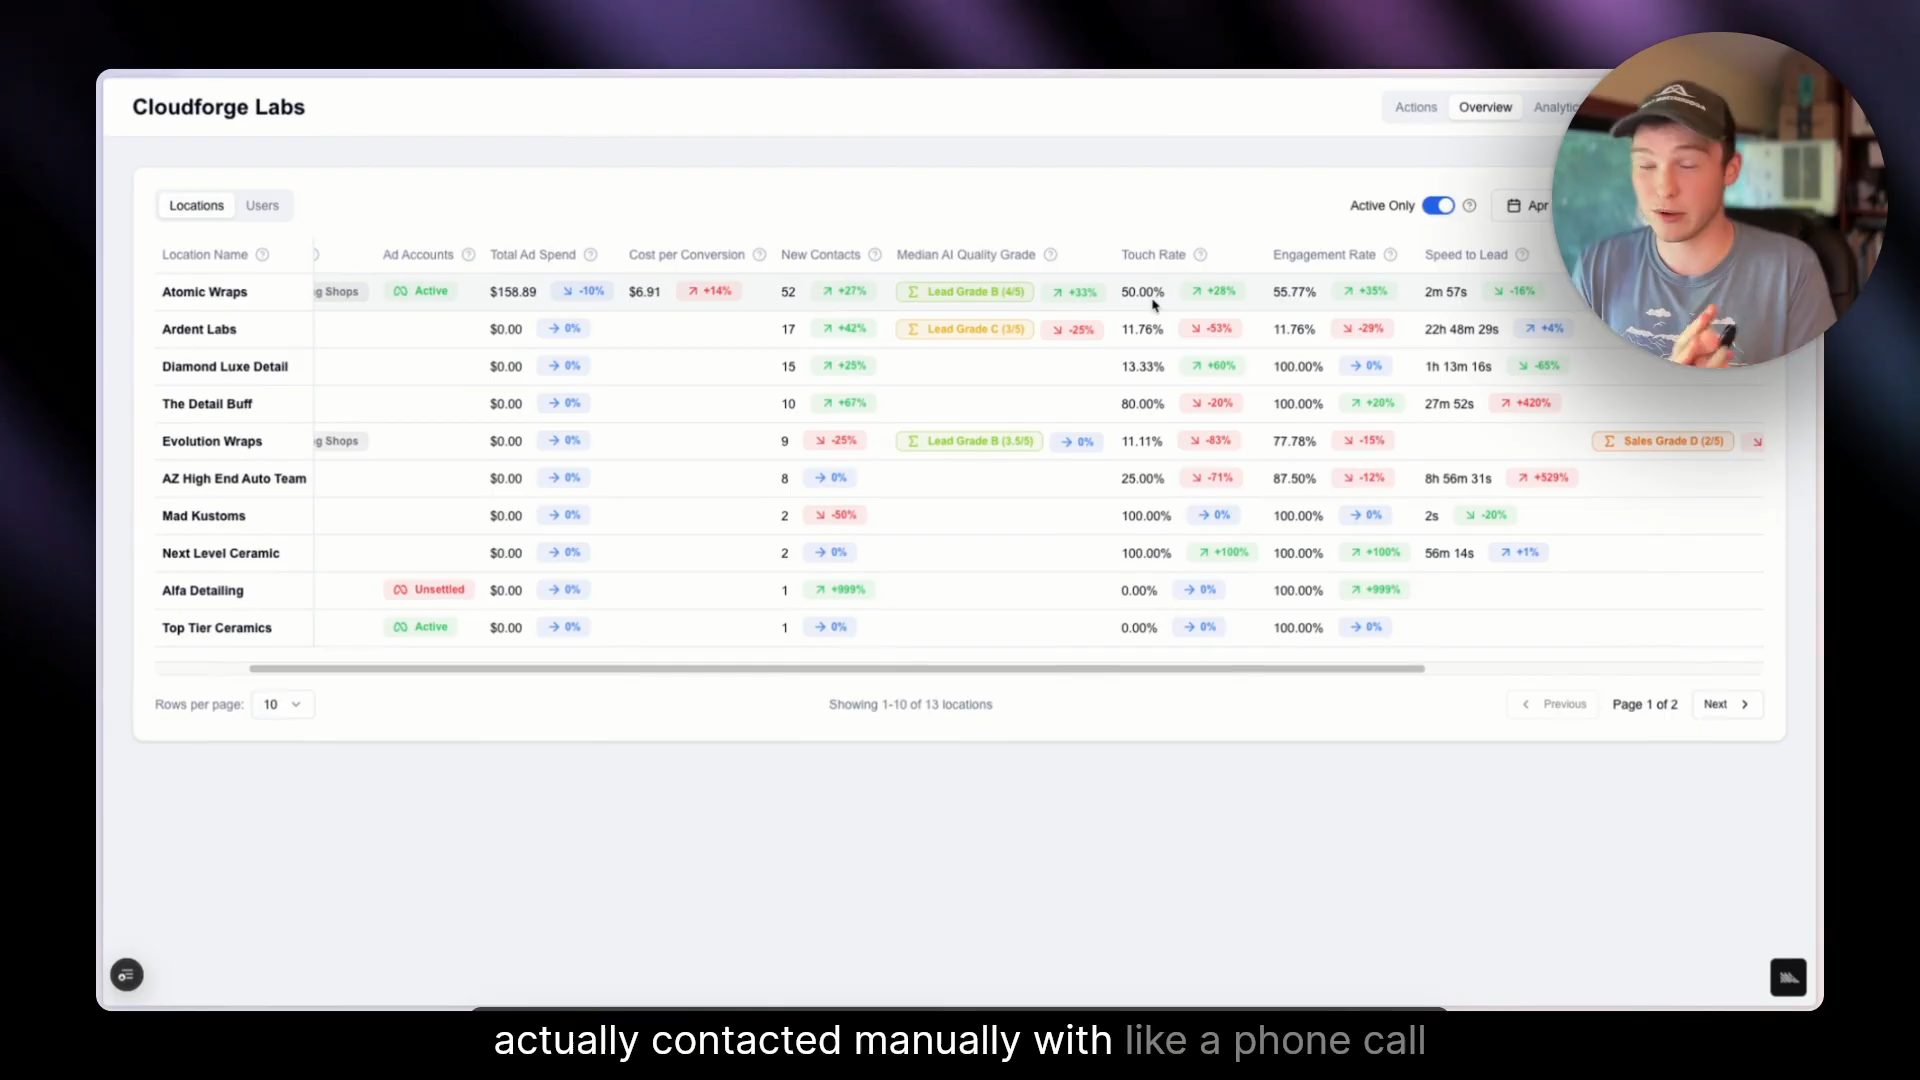 Cloudforge Labs
Actions Overview Analytic
Locations Users
Active Only Apr
Location Name Ad Accounts Total Ad Spend Cost per Conversion New Contacts Median AI Quality Grade Touch Rate Engagement Rate Speed to Lead
Atomic Wraps g Shops Active $158.89 -10% $6.91 +14% 52 +27% Lead Grade B (4/5) +33% 50.00% +28% 55.77% +35% 2m 57s -16%
Ardent Labs $0.00 0% 17 +42% Lead Grade C (3/5) -25% 11.76% -53% 11.76% -29% 22h 48m 29s +4%
Diamond Luxe Detail $0.00 0% 15 +25% 13.33% +60% 100.00% 0% 1h 13m 16s -65%
The Detail Buff $0.00 0% 10 +67% 80.00% -20% 100.00% +20% 27m 52s +420%
Evolution Wraps g Shops $0.00 0% 9 -25% Lead Grade B (3.5/5) 0% 11.11% -83% 77.78% -15% Sales Grade D (2/5)
AZ High End Auto Team $0.00 0% 8 0% 25.00% -71% 87.50% -12% 8h 56m 31s +529%
Mad Kustoms $0.00 0% 2 -50% 100.00% 0% 100.00% 0% 2s -20%
Next Level Ceramic $0.00 0% 2 0% 100.00% +100% 100.00% +100% 56m 14s +1%
Alfa Detailing Unsettled $0.00 0% 1 +999% 0.00% 0% 100.00% +999%
Top Tier Ceramics Active $0.00 0% 1 0% 0.00% 0% 100.00% 0%
Rows per page: 10 Showing 1-10 of 13 locations Previous Page 1 of 2 Next
actually contacted manually with like a phone call